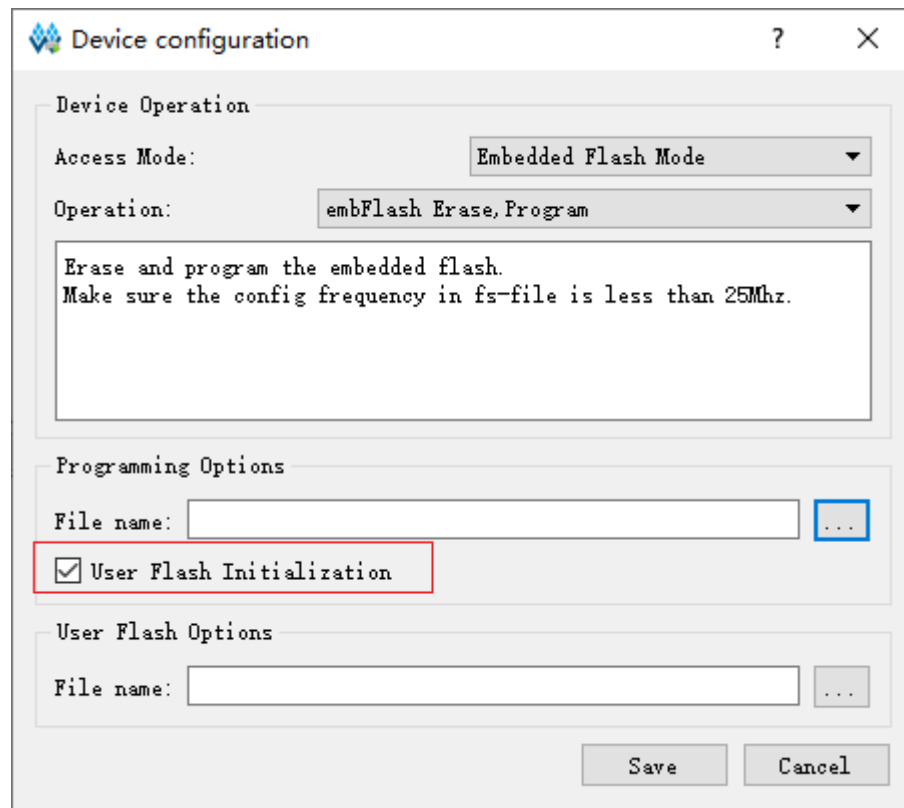 Device configuration ? ×
Device Operation
Access Mode: Embedded Flash Mode
Operation: embFlash Erase,Program
Erase and program the embedded flash.
Make sure the config frequency in fs-file is less than 25Mhz.
Programming Options
File name: ...
User Flash Initialization
User Flash Options
File name: ...
Save Cancel